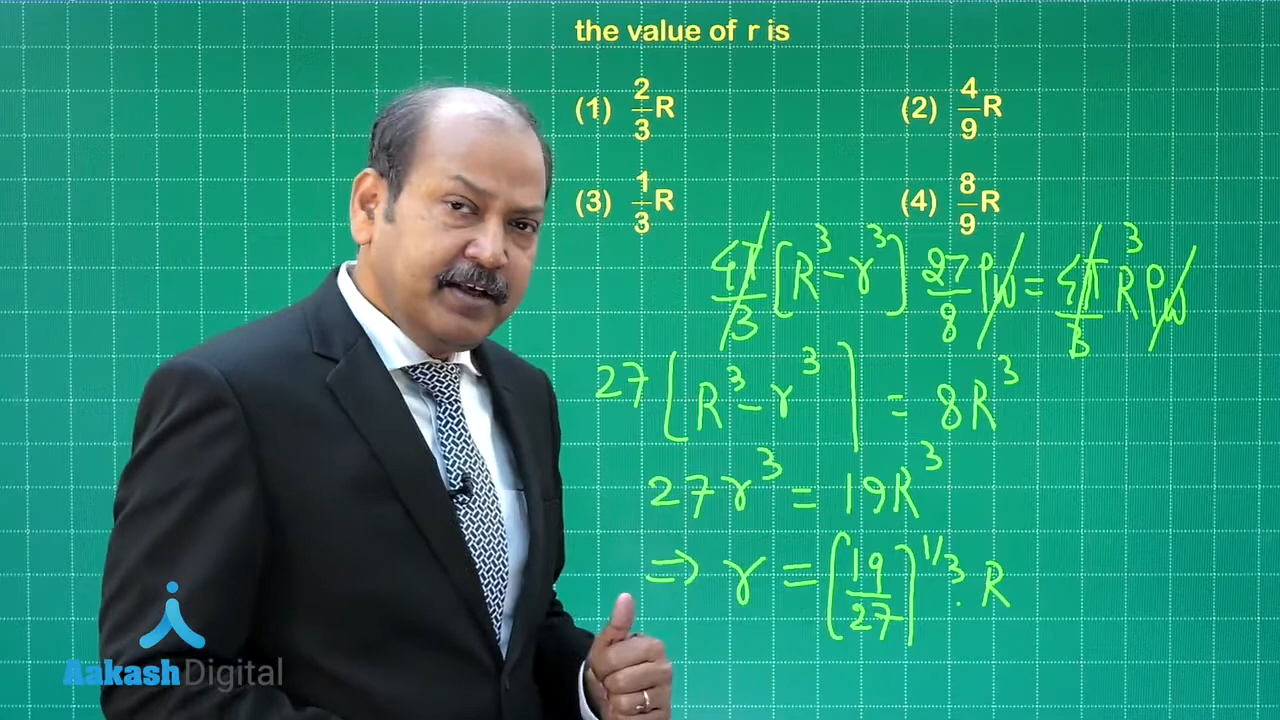 the value of r is
(1) 2/3 R (2) 4/9 R
(3) 1/3 R (4) 8/9 R
4π/3 [R³ - r³] 27/8 ρw = 4π/3 R³ ρw
27 [R³ - r³] = 8R³
27r³ = 19R³
⇒ r = [19/27]^1/3 . R
Aakash Digital